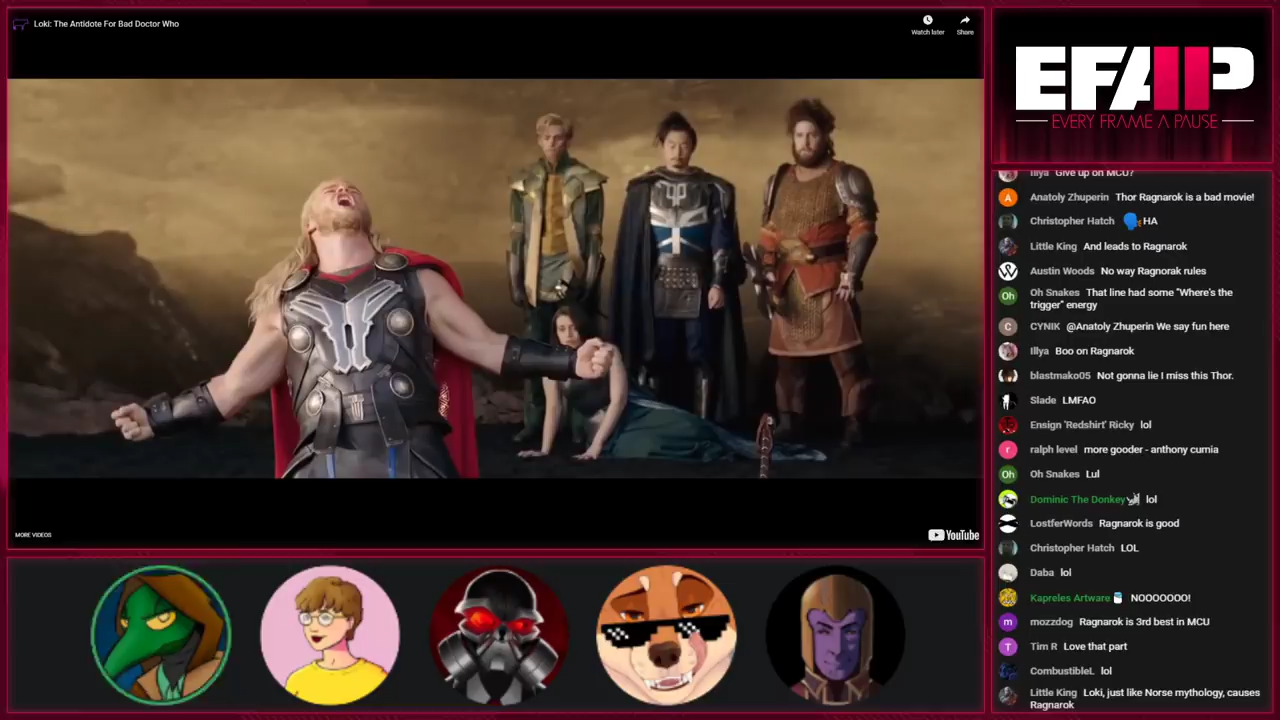 Loki: The Antidote For Bad Doctor Who
Watch later
Share
MORE VIDEOS
YouTube
EFAP
EVERY FRAME A PAUSE
Illya Give up on MCU?
A Anatoly Zhuperin Thor Ragnarok is a bad movie!
Christopher Hatch HA
Little King And leads to Ragnarok
Austin Woods No way Ragnorak rules
Oh Oh Snakes That line had some "Where's the
trigger" energy
C CYNIK @Anatoly Zhuperin We say fun here
Illya Boo on Ragnarok
blastmako05 Not gonna lie I miss this Thor.
Slade LMFAO
Ensign 'Redshirt' Ricky lol
r ralph level more gooder - anthony cumia
Oh Oh Snakes Lul
Dominic The Donkey lol
LostferWords Ragnarok is good
Christopher Hatch LOL
Daba lol
Kapreles Artware NOOOOOOO!
m mozzdog Ragnarok is 3rd best in MCU
T Tim R Love that part
CombustibleL lol
Little King Loki, just like Norse mythology, causes
Ragnarok